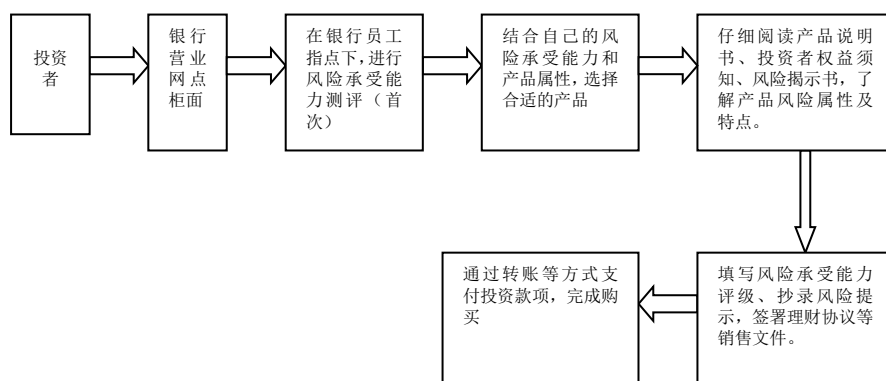 投资
者
银行
营业
网点
柜面
在银行员工
指点下，进行
风险承受能
力测评（首
次）
结合自己的风
险承受能力和
产品属性，选择
合适的产品
仔细阅读产品说明
书、投资者权益须
知、风险揭示书，了
解产品风险属性及
特点。
填写风险承受能力
评级、抄录风险提
示，签署理财协议等
销售文件。
通过转账等方式支
付投资款项，完成购
买